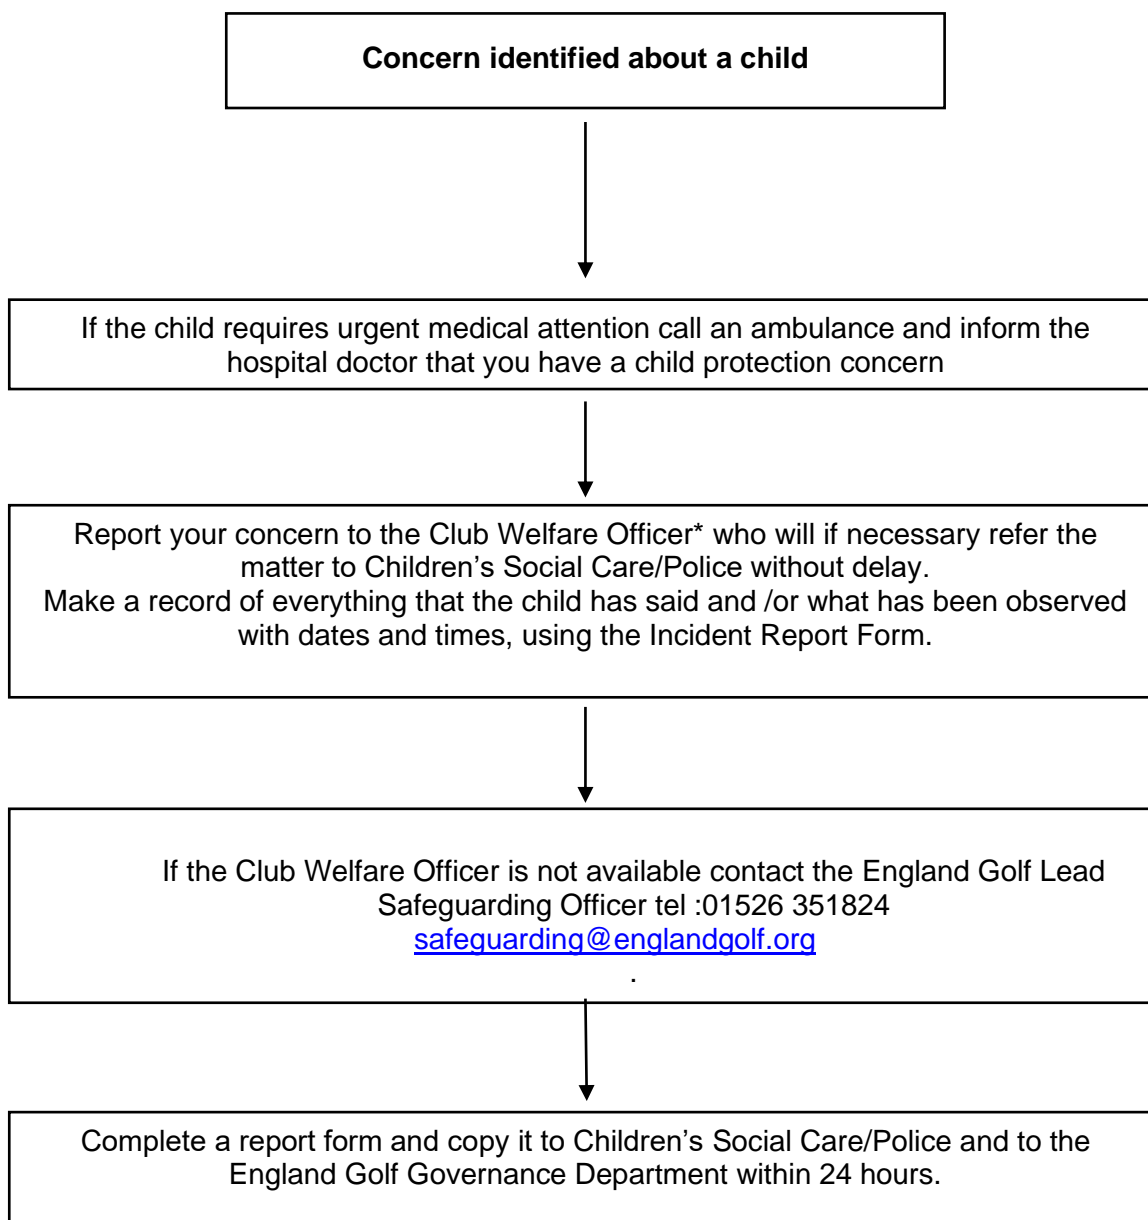 Concern identified about a child
If the child requires urgent medical attention call an ambulance and inform the
hospital doctor that you have a child protection concern
Report your concern to the Club Welfare Officer* who will if necessary refer the
matter to Children’s Social Care/Police without delay.
Make a record of everything that the child has said and /or what has been observed
with dates and times, using the Incident Report Form.
If the Club Welfare Officer is not available contact the England Golf Lead
Safeguarding Officer tel :01526 351824
safeguarding@englandgolf.org
.
Complete a report form and copy it to Children’s Social Care/Police and to the
England Golf Governance Department within 24 hours.